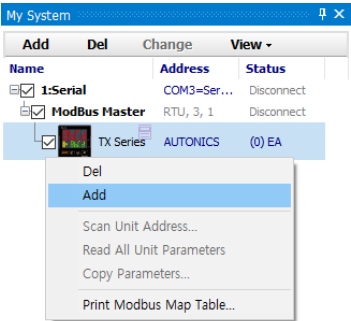 My System
Add Del Change View
Name Address Status
1:Serial COM3=Ser... Disconnect
ModBus Master RTU, 3, 1 Disconnect
TX Series AUTONICS (0) EA
Del
Add
Scan Unit Address...
Read All Unit Parameters
Copy Parameters...
Print Modbus Map Table...